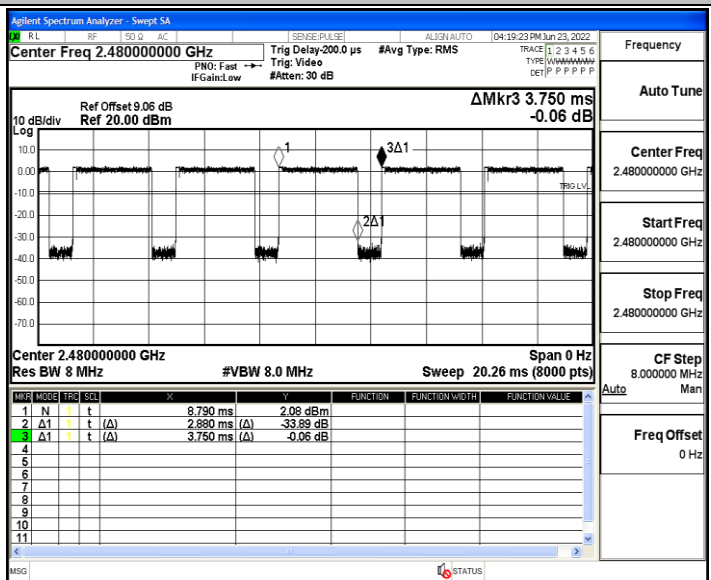 Agilent Spectrum Analyzer - Swept SA
RL RF 50 Ω AC SENSE:PULSE ALIGN AUTO 04:19:23 PM Jun 23, 2022
Center Freq 2.480000000 GHz
PNO: Fast
IFGain:Low
Trig Delay-200.0 µs
Trig: Video
#Atten: 30 dB
#Avg Type: RMS
TRACE 1 2 3 4 5 6
TYPE
DET P P P P P P
Frequency
Auto Tune
ΔMkr3 3.750 ms
-0.06 dB
Ref Offset 9.06 dB
10 dB/div Ref 20.00 dBm
Log
10.0
0.00
-10.0
-20.0
-30.0
-40.0
-50.0
-60.0
-70.0
1
3Δ1
2Δ1
TRIG LVL
Center 2.480000000 GHz Span 0 Hz
Res BW 8 MHz #VBW 8.0 MHz Sweep 20.26 ms (8000 pts)
MKR MODE TRC SCL X Y FUNCTION FUNCTION WIDTH FUNCTION VALUE
1 N 1 t 8.790 ms 2.08 dBm
2 Δ1 1 t (Δ) 2.880 ms (Δ) -33.89 dB
3 Δ1 1 t (Δ) 3.750 ms (Δ) -0.06 dB
4
5
6
7
8
9
10
11
Center Freq
2.480000000 GHz
Start Freq
2.480000000 GHz
Stop Freq
2.480000000 GHz
CF Step
8.000000 MHz
Auto Man
Freq Offset
0 Hz
MSG STATUS